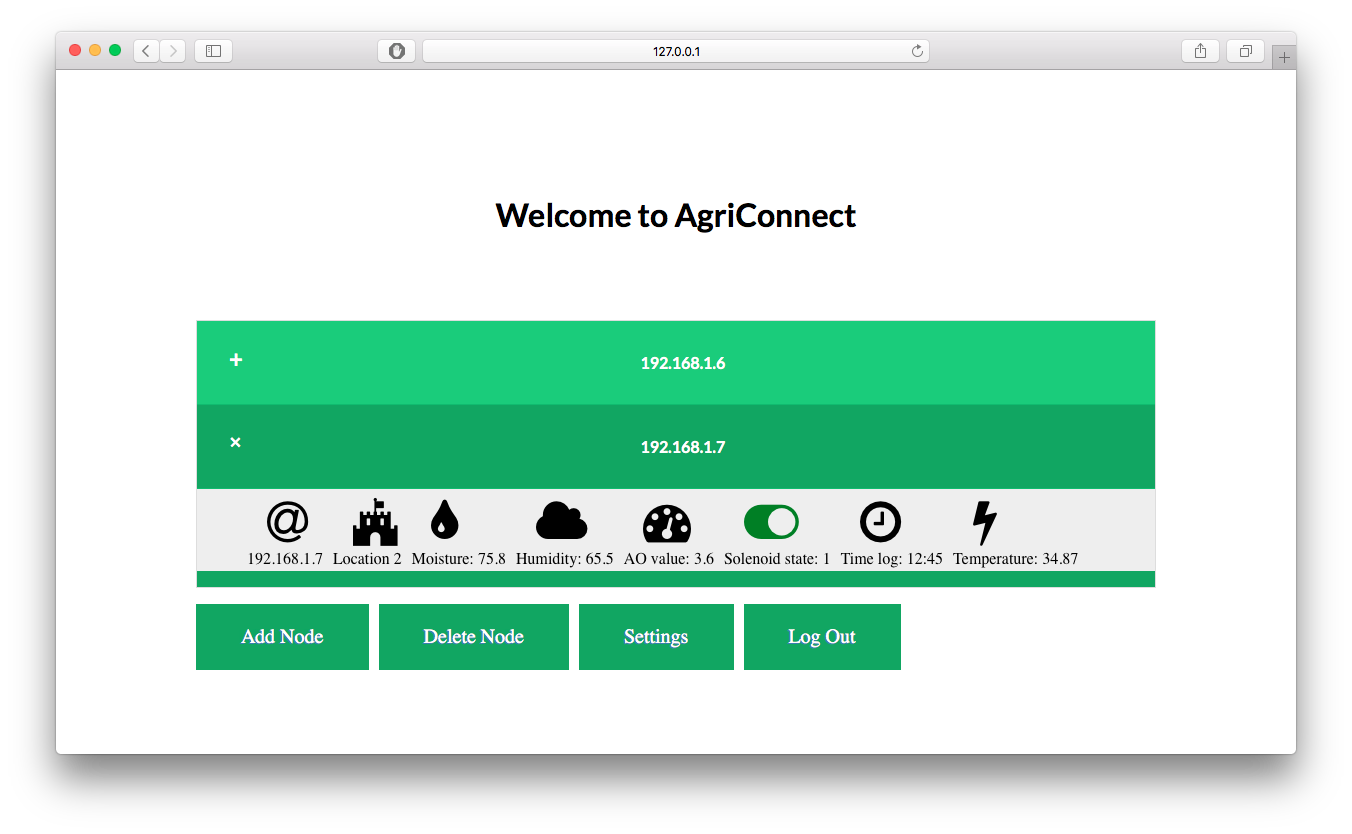 127.0.0.1
Welcome to AgriConnect
+ 192.168.1.6
× 192.168.1.7
192.168.1.7 Location 2 Moisture: 75.8 Humidity: 65.5 AO value: 3.6 Solenoid state: 1 Time log: 12:45 Temperature: 34.87
Add Node Delete Node Settings Log Out